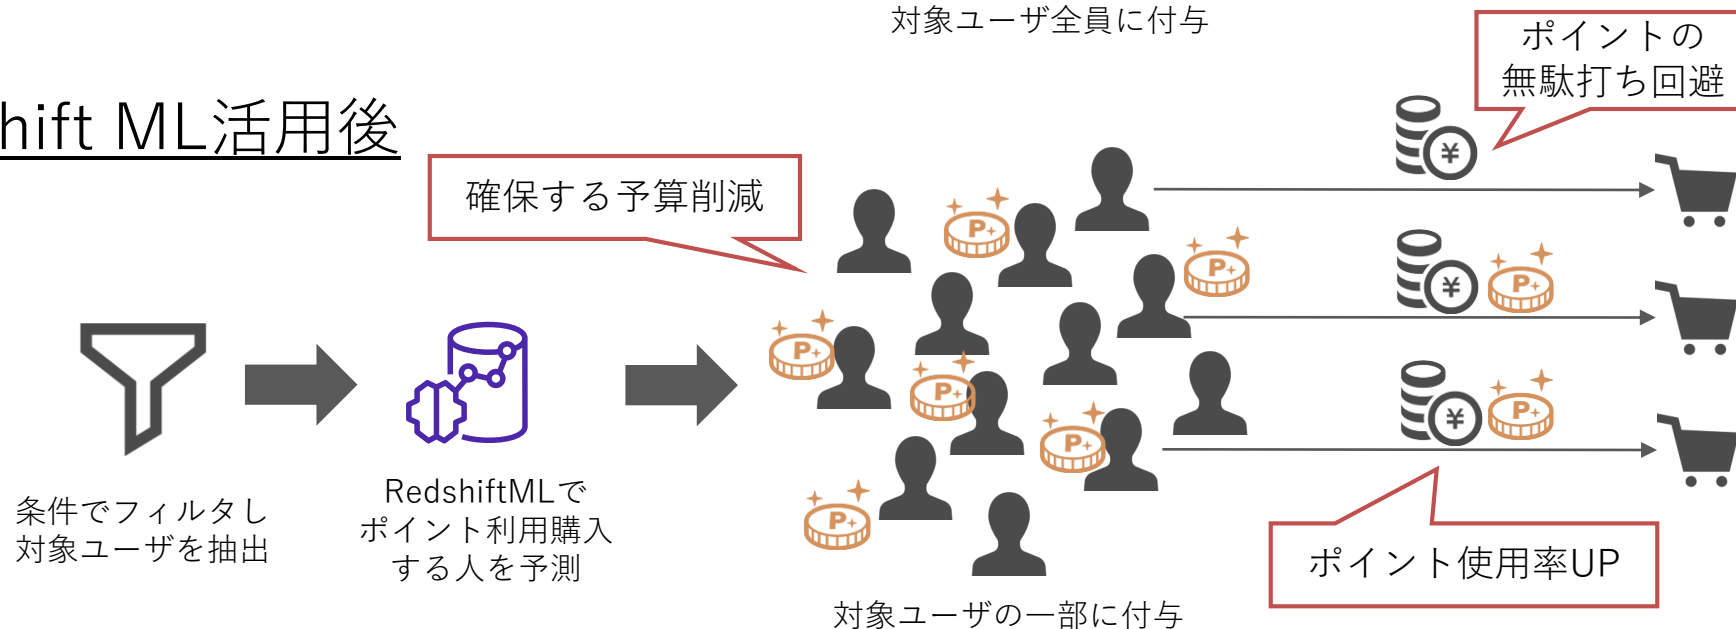 対象ユーザ全員に付与
ポイントの
無駄打ち回避
hift ML活用後
確保する予算削減
¥
P+
P+
¥
P+
P+
P+
¥
P+
P+
P+
条件でフィルタし
対象ユーザを抽出
RedshiftMLで
ポイント利用購入
する人を予測
ポイント使用率UP
対象ユーザの一部に付与